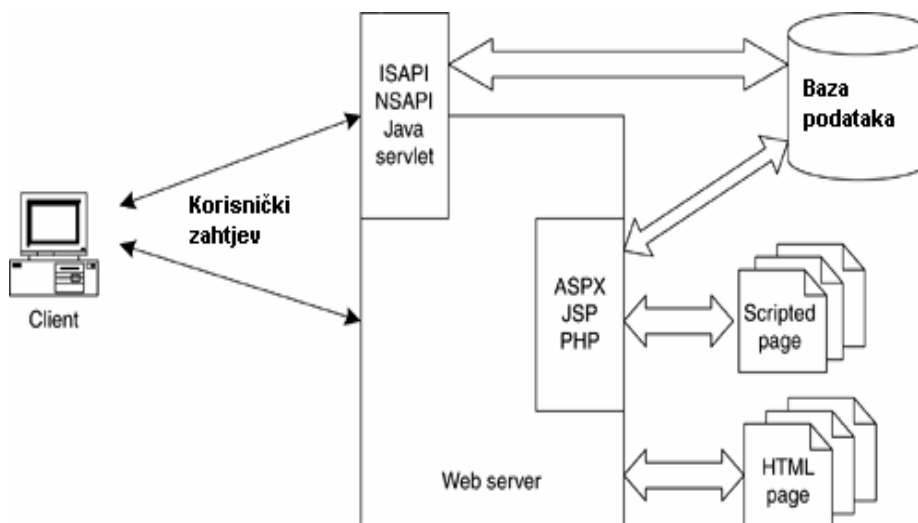 ISAPI
NSAPI
Java
servlet
Baza
podataka
Korisnički
zahtjev
Client
ASPX
JSP
PHP
Scripted
page
Web server
HTML
page